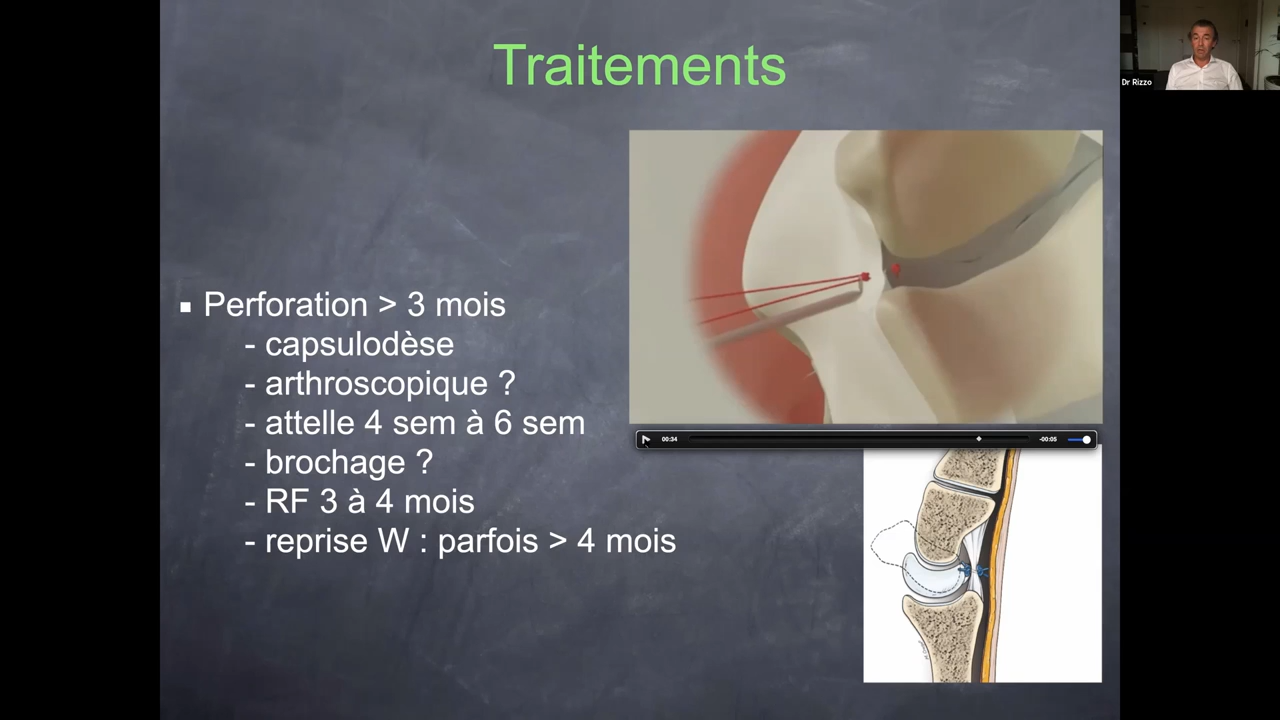 Traitements
Dr Rizzo
▪ Perforation > 3 mois
- capsulodèse
- arthroscopique ?
- attelle 4 sem à 6 sem
- brochage ?
- RF 3 à 4 mois
- reprise W : parfois > 4 mois
00:34
-00:05